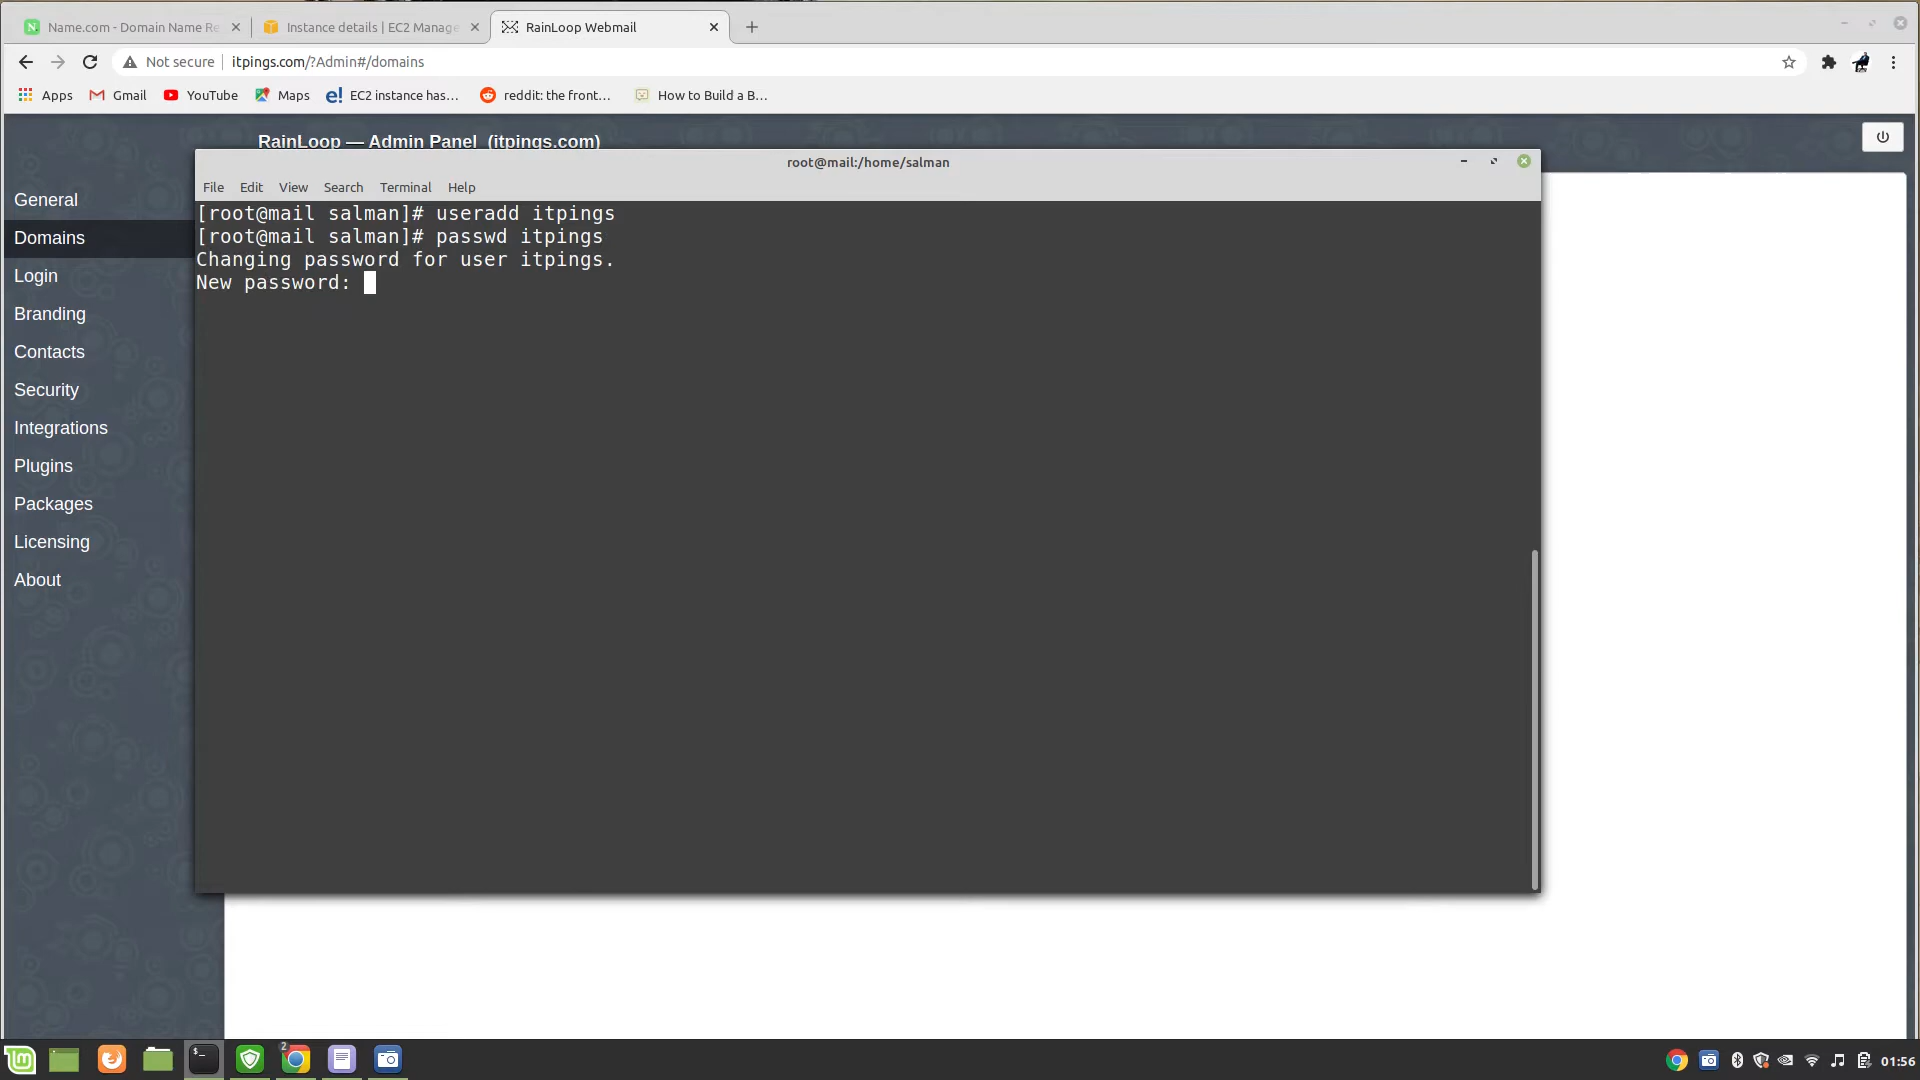 Name.com - Domain Name Re
Instance details | EC2 Manage
RainLoop Webmail
Not secure
itpings.com/?Admin#/domains
Apps
Gmail
YouTube
Maps
EC2 instance has...
reddit: the front...
How to Build a B...
RainLoop — Admin Panel (itpings.com)
General
Domains
Login
Branding
Contacts
Security
Integrations
Plugins
Packages
Licensing
About
root@mail:/home/salman
File Edit View Search Terminal Help
[root@mail salman]# useradd itpings
[root@mail salman]# passwd itpings
Changing password for user itpings.
New password:
2
01:56